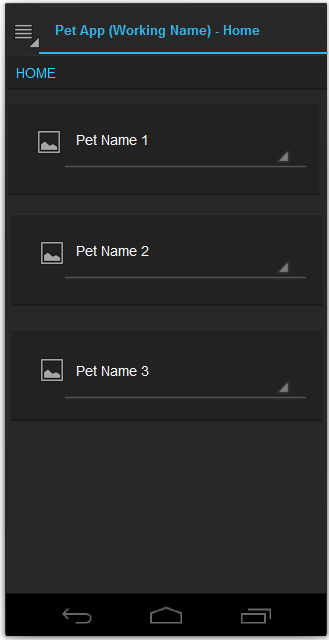 Pet App (Working Name) - Home
HOME
Pet Name 1
Pet Name 2
Pet Name 3